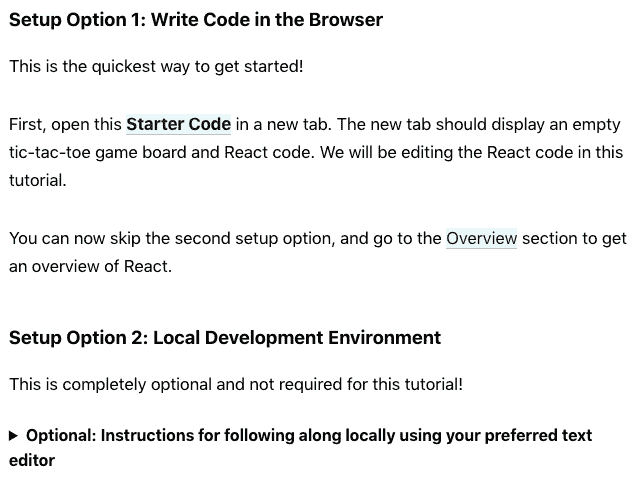 Setup Option 1: Write Code in the Browser
This is the quickest way to get started!
First, open this Starter Code in a new tab. The new tab should display an empty
tic-tac-toe game board and React code. We will be editing the React code in this
tutorial.
You can now skip the second setup option, and go to the Overview section to get
an overview of React.
Setup Option 2: Local Development Environment
This is completely optional and not required for this tutorial!
Optional: Instructions for following along locally using your preferred text
editor